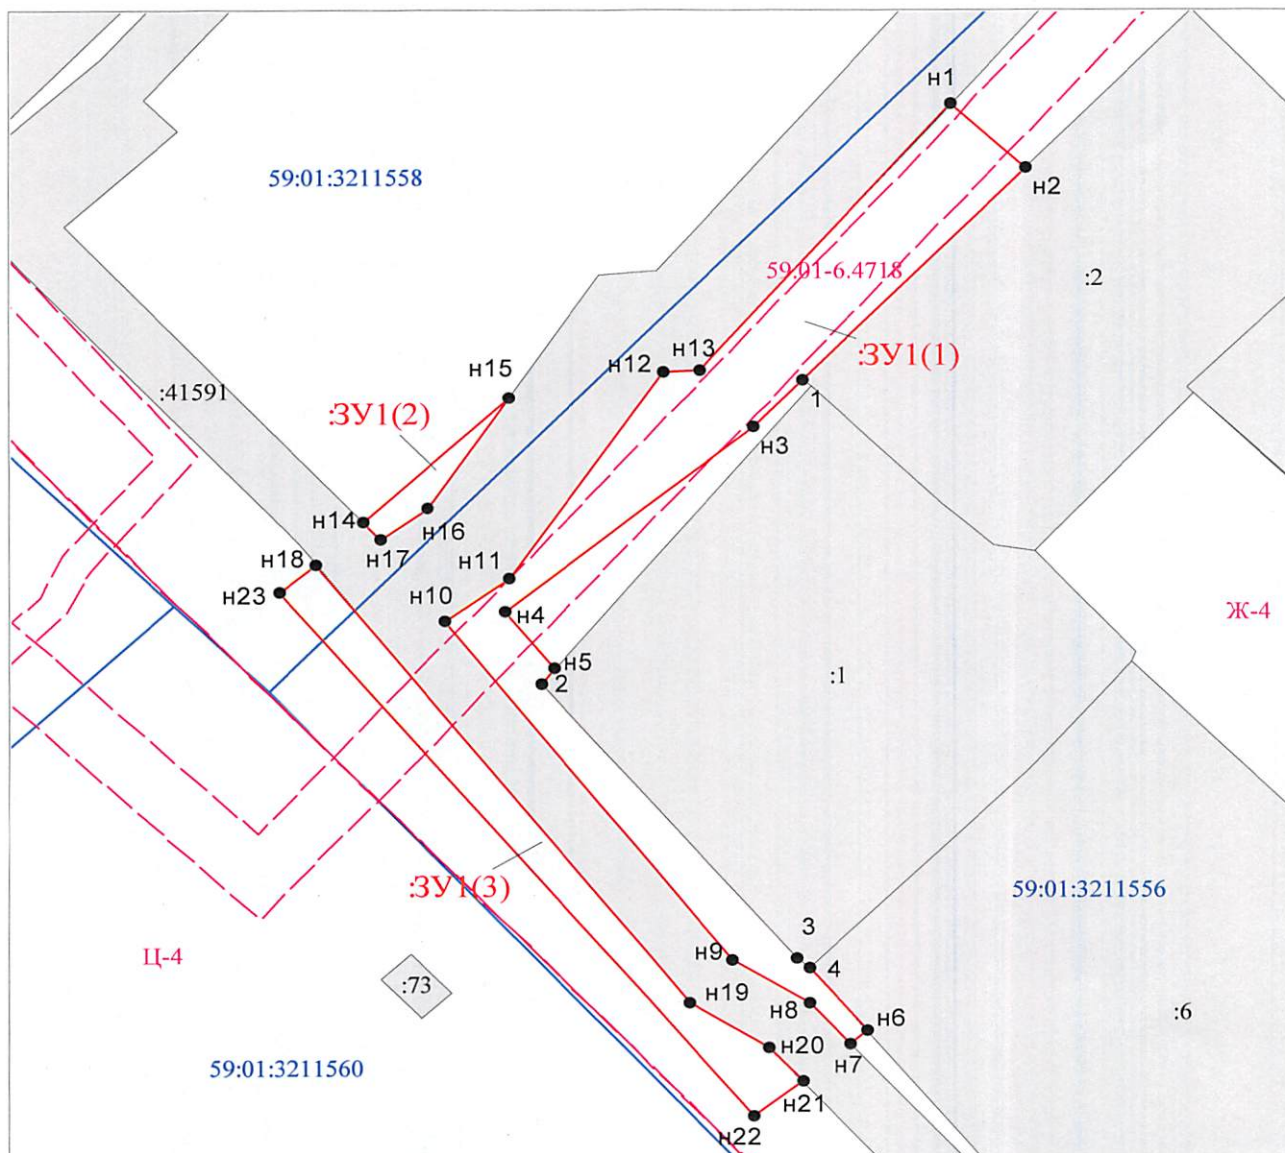 н1
59:01:3211558
н2
59:01-6.4718
:2
н12
н13
:ЗУ1(1)
н15
:41591
1
:ЗУ1(2)
н3
н14
н16
н17
н18
н11
н23
н10
н4
Ж-4
н5
2
:1
:ЗУ1(3)
59:01:3211556
3
Ц-4
н9
4
:73
н19
н8
:6
н6
н20
н7
59:01:3211560
н21
н22